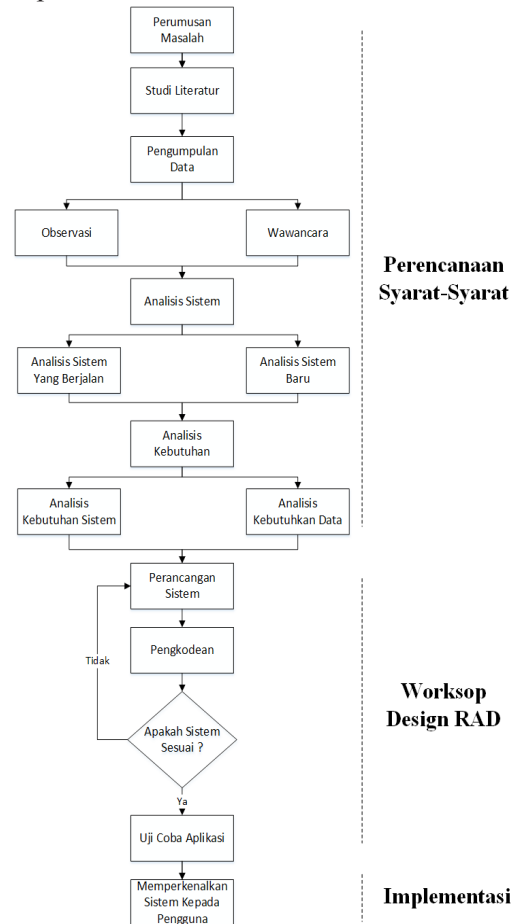 Perumusan
Masalah
Studi Literatur
Pengumpulan
Data
Observasi
Wawancara
Perencanaan
Syarat-Syarat
Analisis Sistem
Analisis Sistem
Yang Berjalan
Analisis Sistem
Baru
Analisis
Kebutuhan
Analisis
Kebutuhan Sistem
Analisis
Kebutuhkan Data
Perancangan
Sistem
Tidak
Pengkodean
Worksop
Design RAD
Apakah Sistem
Sesuai ?
Ya
Uji Coba Aplikasi
Memperkenalkan
Sistem Kepada
Pengguna
Implementasi